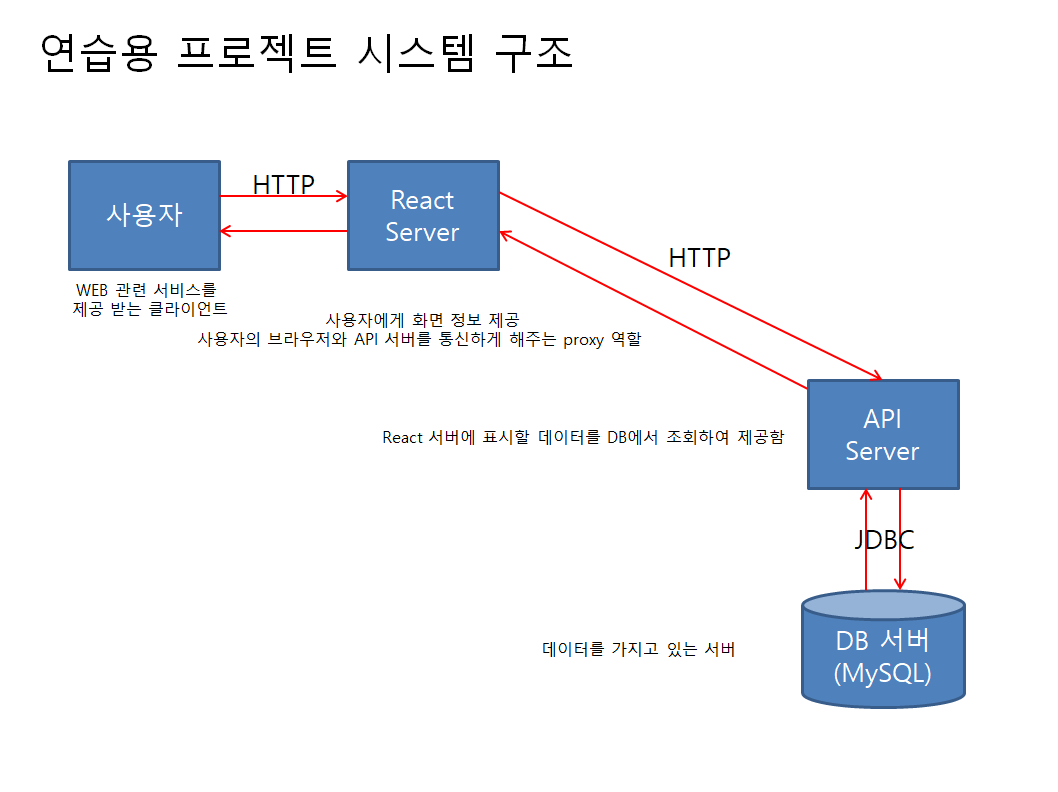 연습용 프로젝트 시스템 구조
사용자
HTTP
React
Server
WEB 관련 서비스를
제공 받는 클라이언트
HTTP
사용자에게 화면 정보 제공
사용자의 브라우저와 API 서버를 통신하게 해주는 proxy 역할
API
Server
React 서버에 표시할 데이터를 DB에서 조회하여 제공함
JDBC
DB 서버
(MySQL)
데이터를 가지고 있는 서버